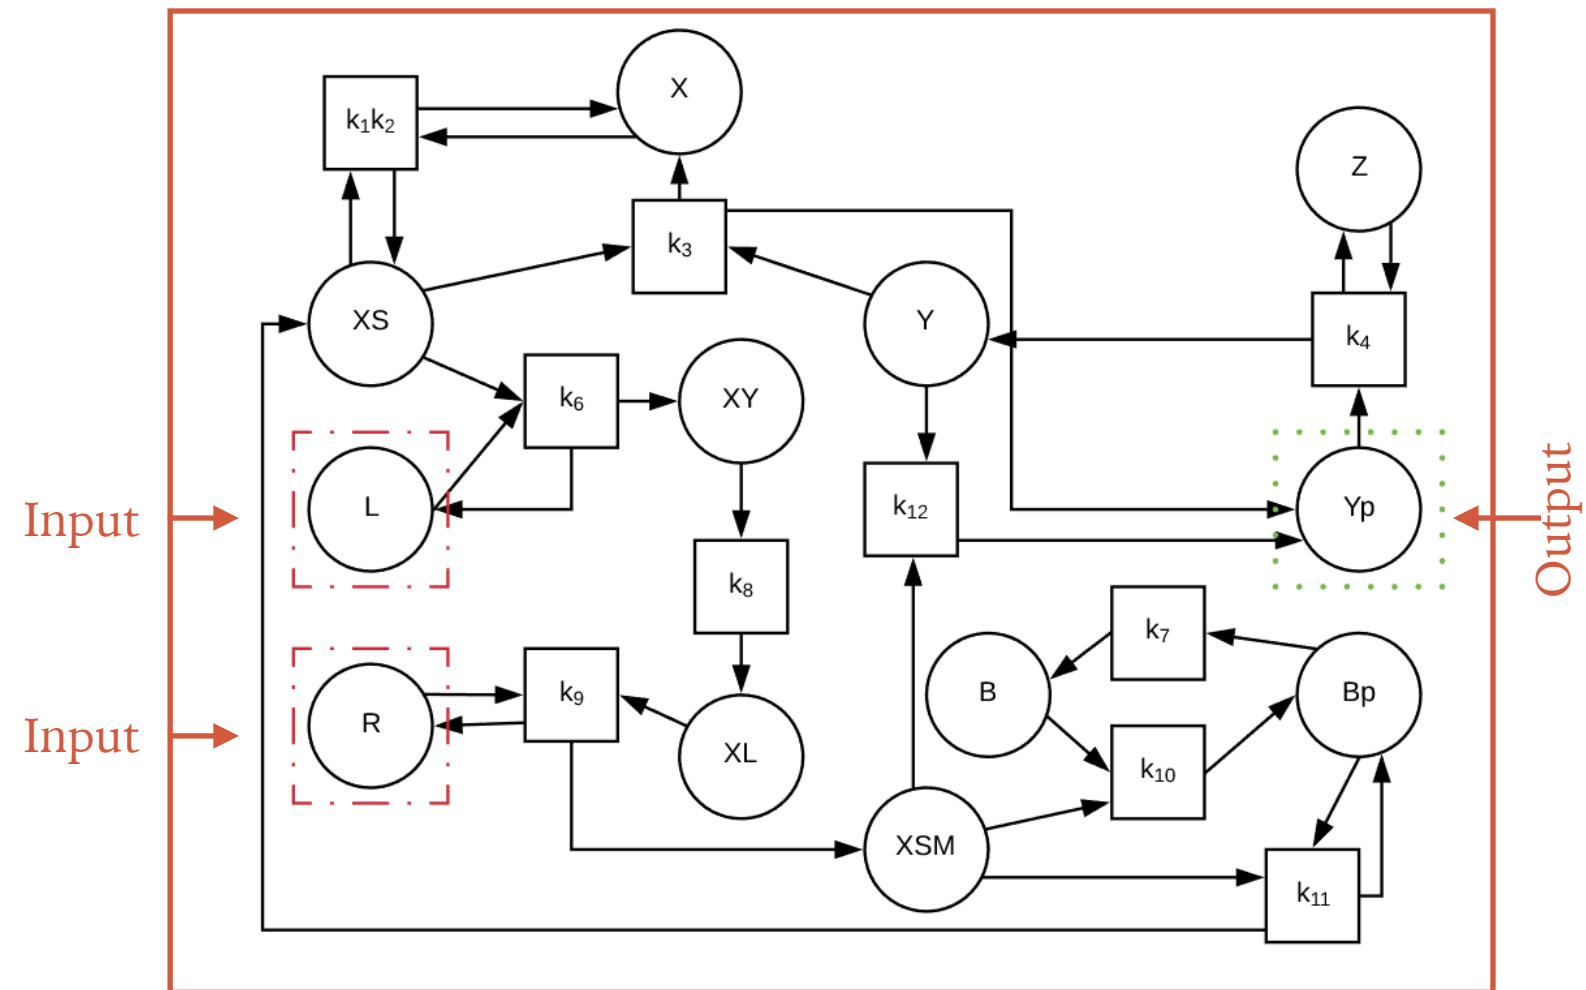 X
k₁k₂
Z
k₃
XS
Y
k₄
k₆
XY
Input
L
k₁₂
Yp
Output
k₈
k₇
B
Bp
Input
R
k₉
XL
k₁₀
XSM
k₁₁